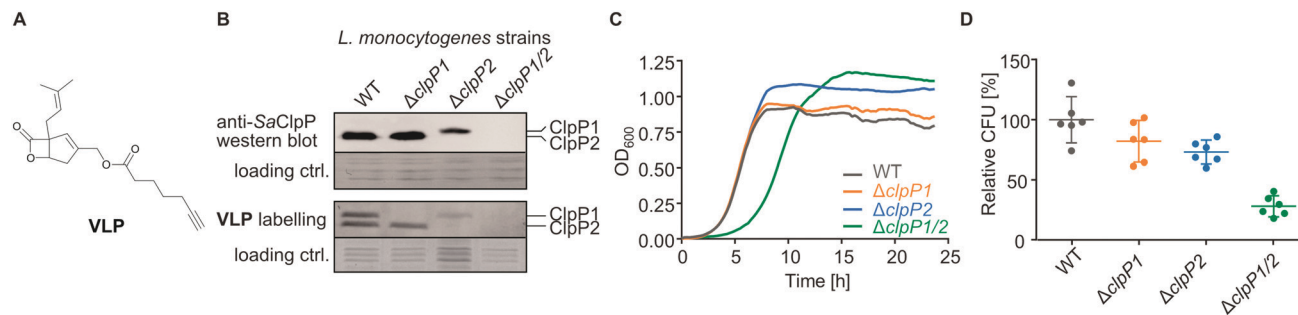 A
O
O
O
O
VLP
B
L. monocytogenes strains
WT
ΔclpP1
ΔclpP2
ΔclpP1/2
anti-SaClpP
western blot
ClpP1
ClpP2
loading ctrl.
VLP labelling
ClpP1
ClpP2
loading ctrl.
C
OD600
1.25
1.00
0.75
0.50
0.25
0.00
0
5
10
15
20
25
Time [h]
WT
ΔclpP1
ΔclpP2
ΔclpP1/2
D
Relative CFU [%]
150
100
50
0
WT
ΔclpP1
ΔclpP2
ΔclpP1/2